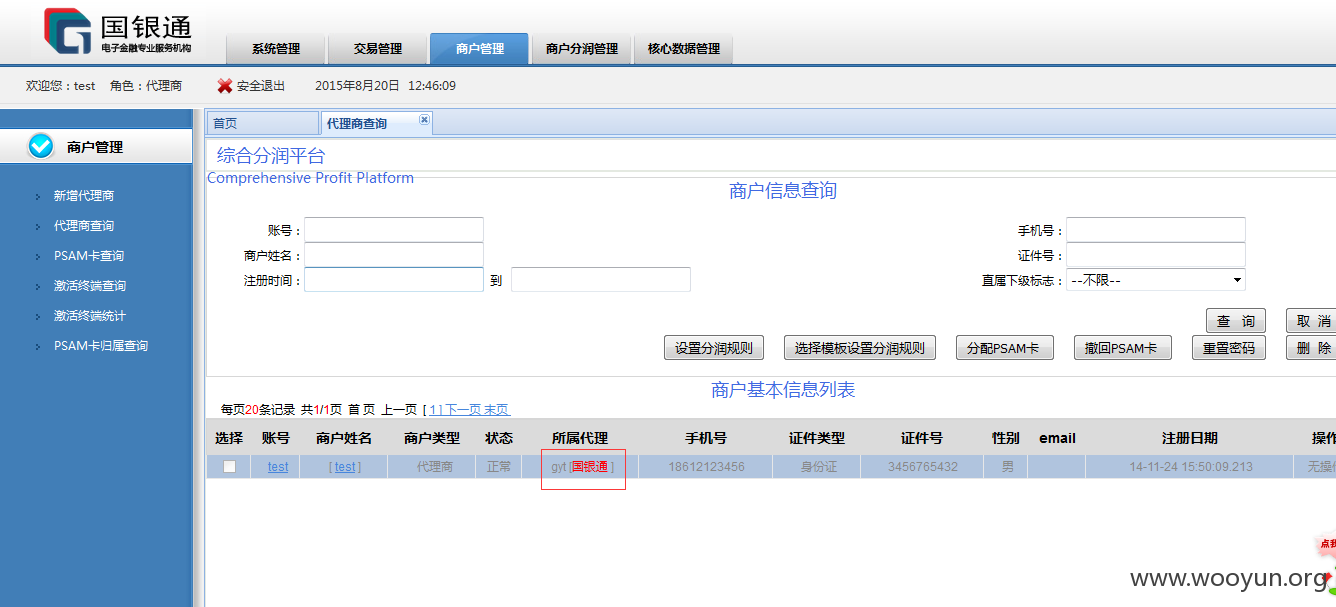 国银通
电子金融专业服务机构
系统管理 交易管理 商户管理 商户分润管理 核心数据管理
欢迎您：test 角色：代理商 安全退出 2015年8月20日 12:46:09
商户管理
新增代理商
代理商查询
PSAM卡查询
激活终端查询
激活终端统计
PSAM卡归属查询
首页 代理商查询
综合分润平台
Comprehensive Profit Platform
商户信息查询
账号： 手机号：
商户姓名： 证件号：
注册时间： 到 直属下级标志： --不限--
查 询 取 消
设置分润规则 选择模板设置分润规则 分配PSAM卡 撤回PSAM卡 重置密码 删 除
商户基本信息列表
每页20条记录 共1/1页 首页 上一页 [ 1 ] 下一页 末页
选择 账号 商户姓名 商户类型 状态 所属代理 手机号 证件类型 证件号 性别 email 注册日期 操作
test [ test ] 代理商 正常 gyt [国银通 ] 18612123456 身份证 3456765432 男 14-11-24 15:50:09.213 无操
点我
www.wooyun.org